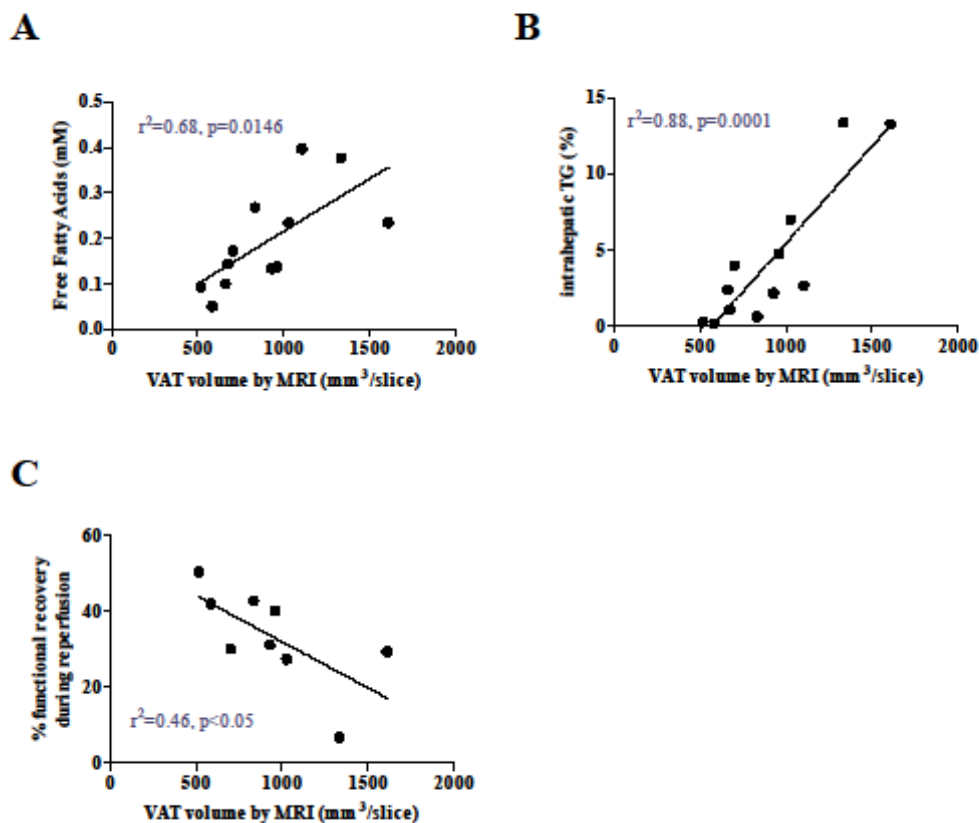 A
B
0.5
0.4
0.3
0.2
0.1
0.0
Free Fatty Acids (mM)
r²=0.68, p=0.0146
0 500 1000 1500 2000
VAT volume by MRI (mm³/slice)
15
10
5
0
intrahepatic TG (%)
r²=0.88, p=0.0001
0 500 1000 1500 2000
VAT volume by MRI (mm³/slice)
C
60
40
20
0
% functional recovery
during reperfusion
r²=0.46, p<0.05
0 500 1000 1500 2000
VAT volume by MRI (mm³/slice)